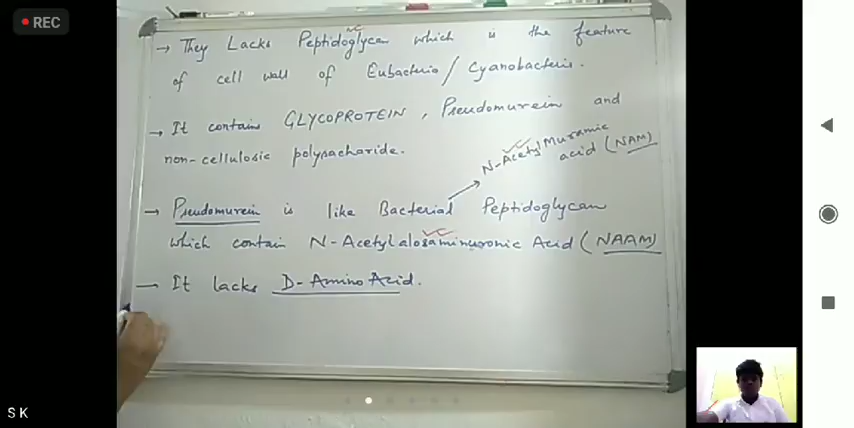 REC
→ They Lacks Peptidoglycan which is the feature
of cell wall of Eubacteria / Cyanobacteria.
→ It contains GLYCOPROTEIN, Pseudomurein and
non-cellulosic polysacharide.
N-Acetyl Muramic
acid (NAM)
→ Pseudomurein is like Bacterial Peptidoglycan
which contain N-Acetylalosaminuronic Acid (NAAM)
→ It lacks D-Amino Acid.
S K